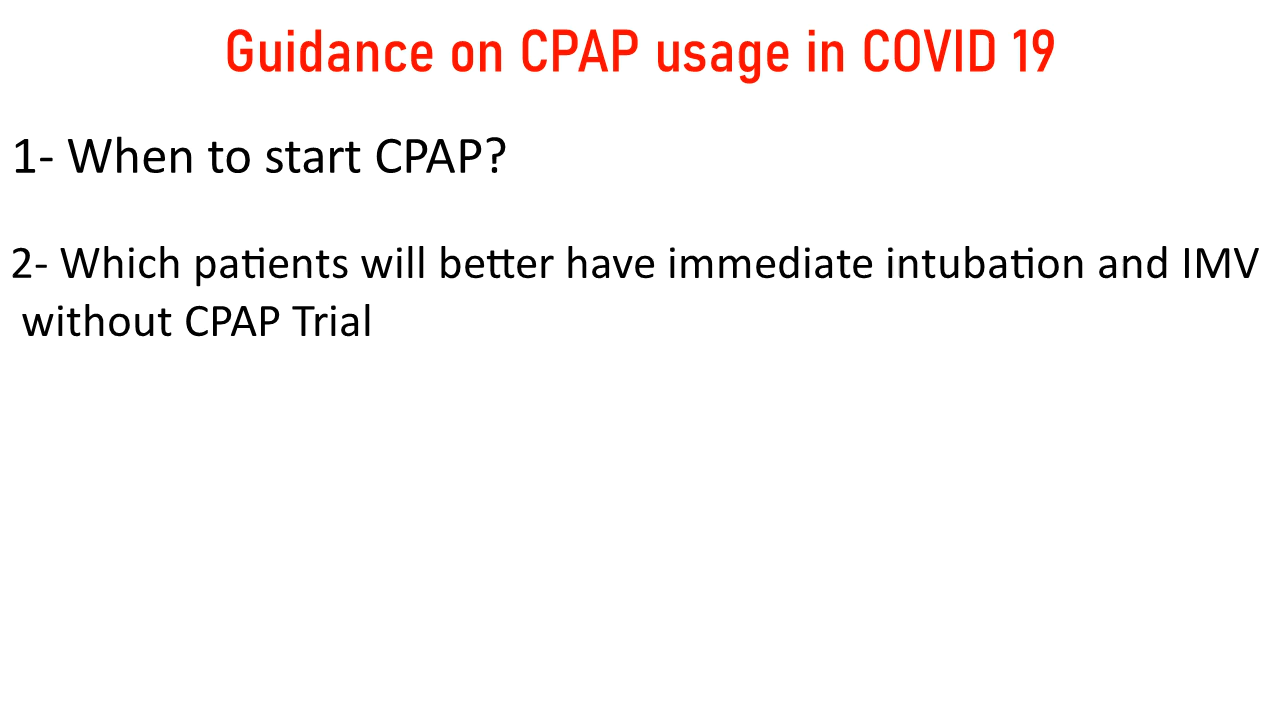 Guidance on CPAP usage in COVID 19
1- When to start CPAP?
2- Which patients will better have immediate intubation and IMV
without CPAP Trial